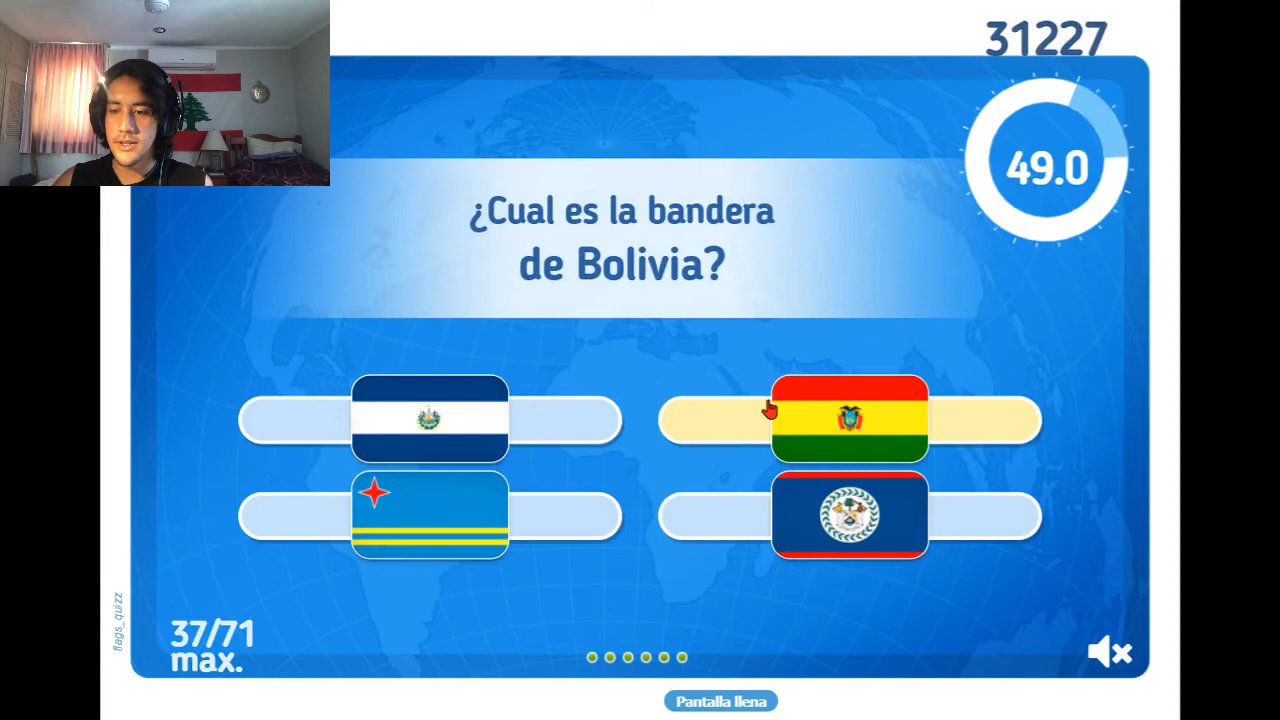 31227
49.0
¿Cual es la bandera
de Bolivia?
37/71
max.
flags_quizz
Pantalla llena